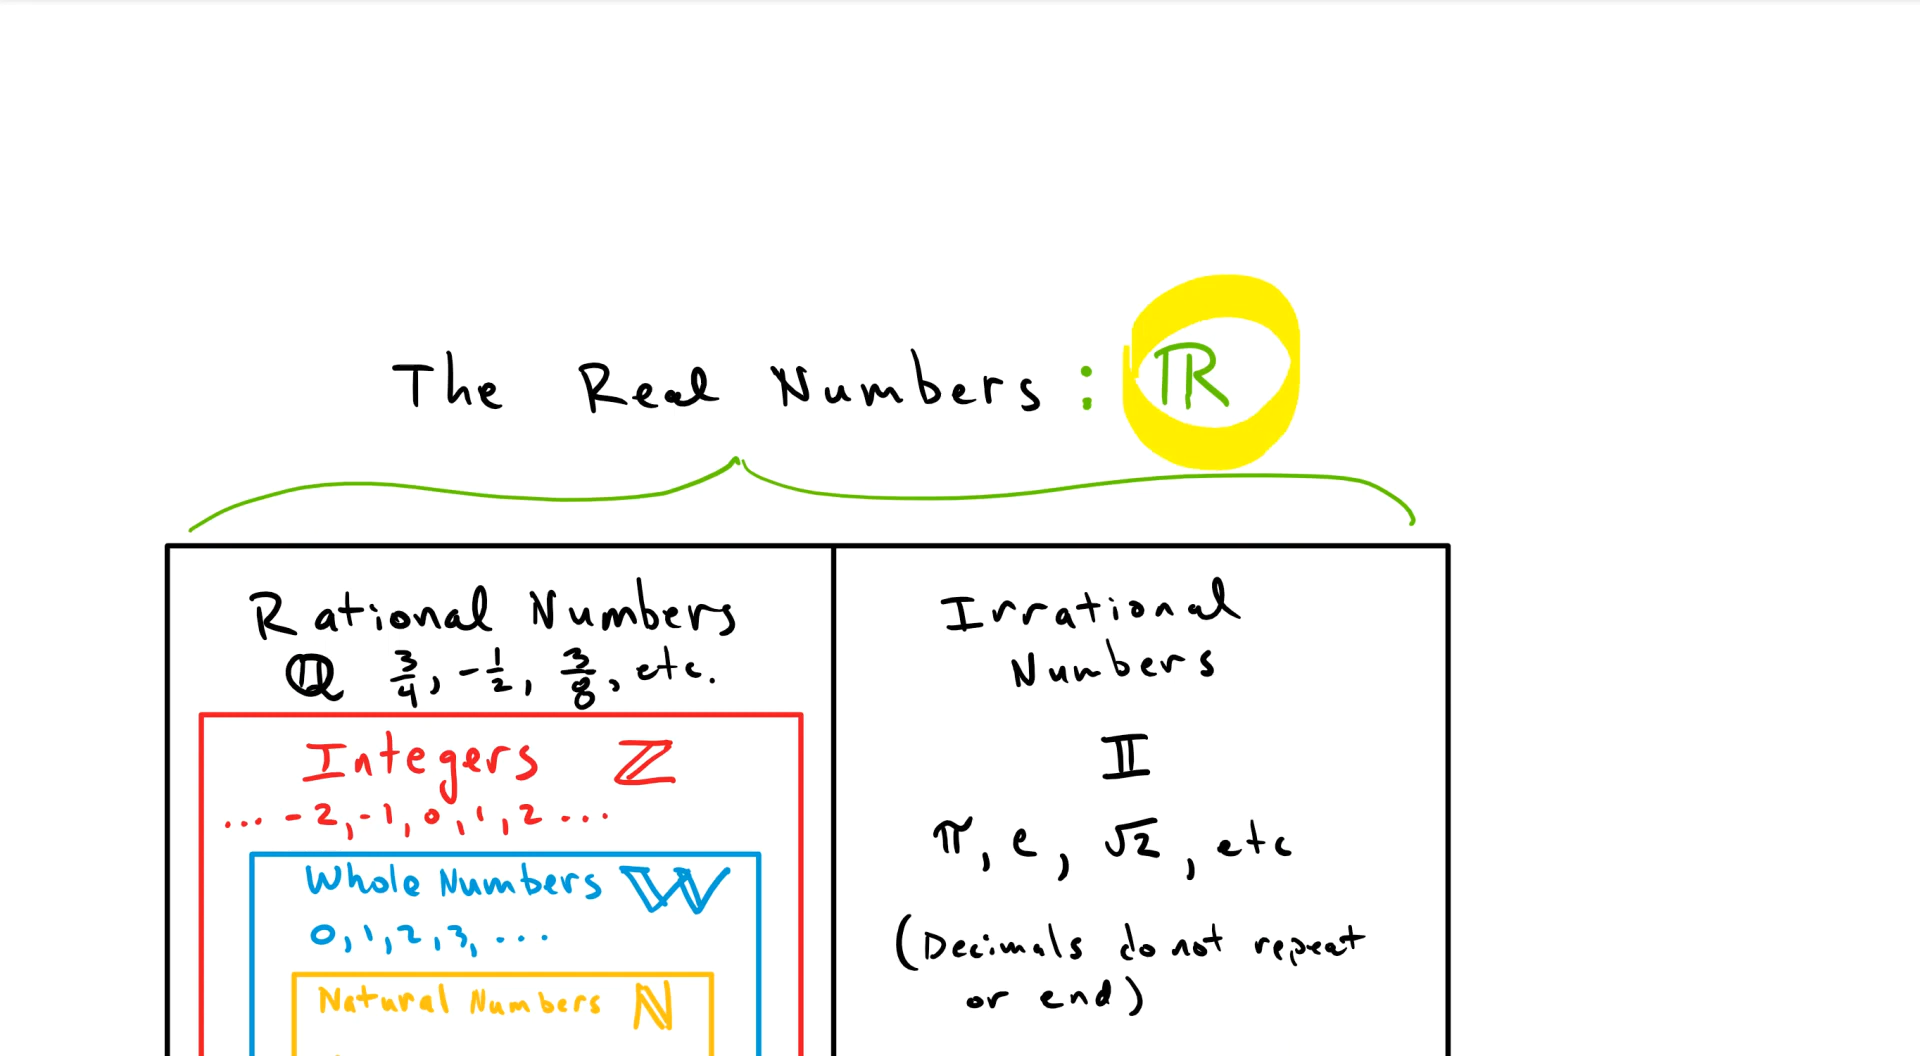 The Real Numbers : ℝ
Rational Numbers
ℚ 3/4, -1/2, 3/8, etc.
Integers ℤ
... -2, -1, 0, 1, 2 ...
Whole Numbers 𝕎
0, 1, 2, 3, ...
Natural Numbers ℕ
Irrational
Numbers
𝕀
π, e, √2, etc
(Decimals do not repeat
or end)